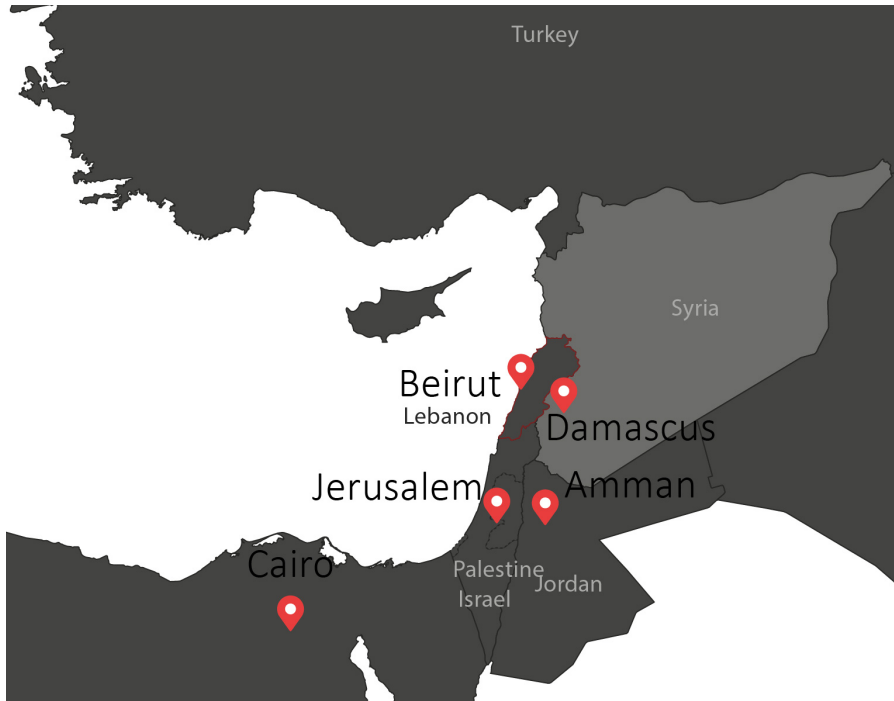 Turkey
Syria
Beirut
Lebanon
Damascus
Jerusalem
Amman
Cairo
Palestine
Jordan
Israel